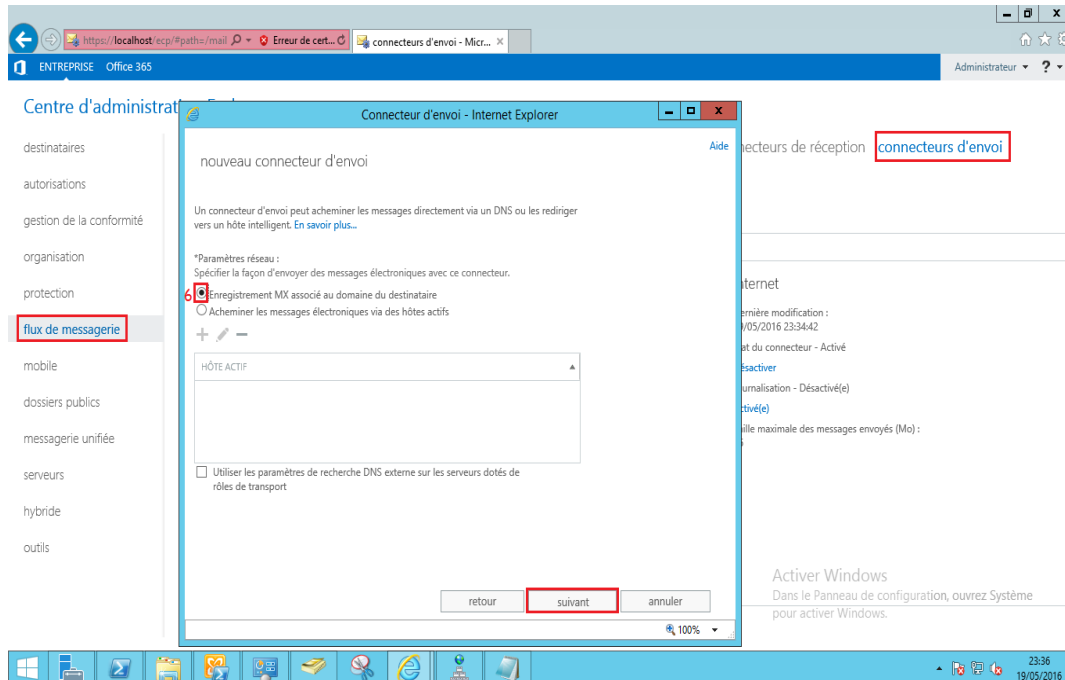 https://localhost/ecp/#path=/mail
Erreur de cert...
connecteurs d'envoi - Micr...
ENTREPRISE Office 365
Administrateur ?
Centre d'administrat
Connecteur d'envoi - Internet Explorer
destinataires
autorisations
gestion de la conformité
organisation
protection
flux de messagerie
mobile
dossiers publics
messagerie unifiée
serveurs
hybride
outils
Aide
nouveau connecteur d'envoi
Un connecteur d'envoi peut acheminer les messages directement via un DNS ou les rediriger
vers un hôte intelligent. En savoir plus...
*Paramètres réseau :
Spécifier la façon d'envoyer des messages électroniques avec ce connecteur.
6 Enregistrement MX associé au domaine du destinataire
Acheminer les messages électroniques via des hôtes actifs
HÔTE ACTIF
Utiliser les paramètres de recherche DNS externe sur les serveurs dotés de
rôles de transport
retour suivant annuler
100%
necteurs de réception connecteurs d'envoi
nternet
ernière modification :
/05/2016 23:34:42
at du connecteur - Activé
ésactiver
urnalisation - Désactivé(e)
ctivé(e)
ille maximale des messages envoyés (Mo) :
Activer Windows
Dans le Panneau de configuration, ouvrez Système
pour activer Windows.
23:36
19/05/2016